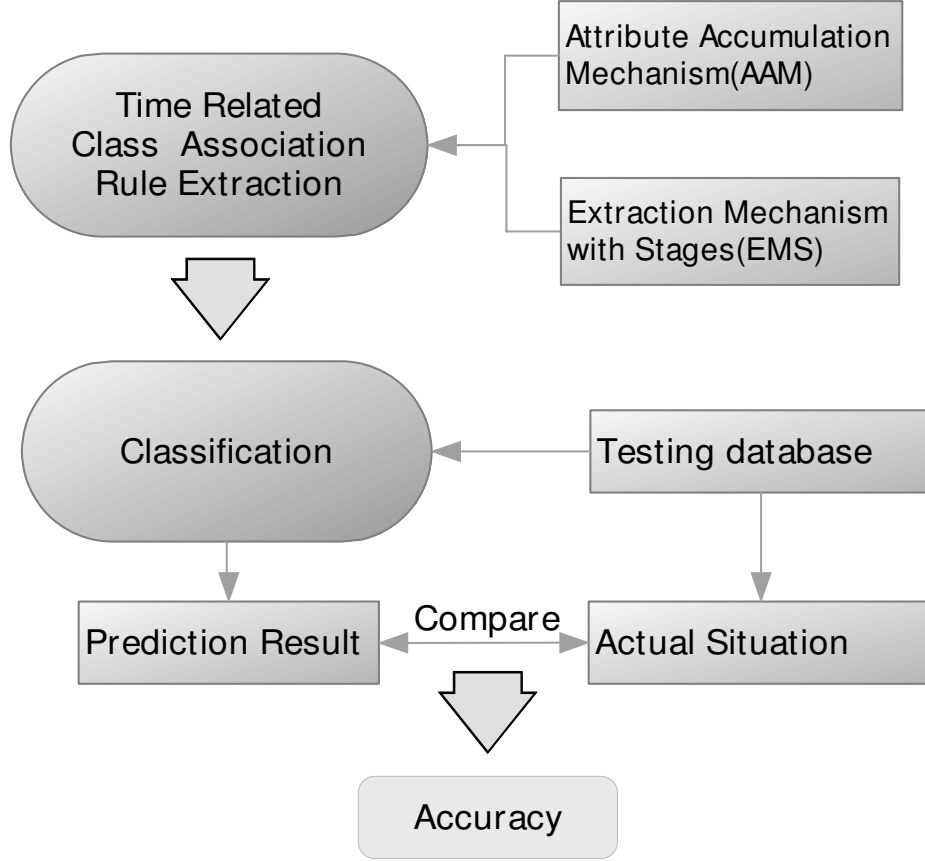 Attribute Accumulation
Mechanism(AAM)
Time Related
Class Association
Rule Extraction
Extraction Mechanism
with Stages(EMS)
Classification
Testing database
Compare
Prediction Result
Actual Situation
Accuracy